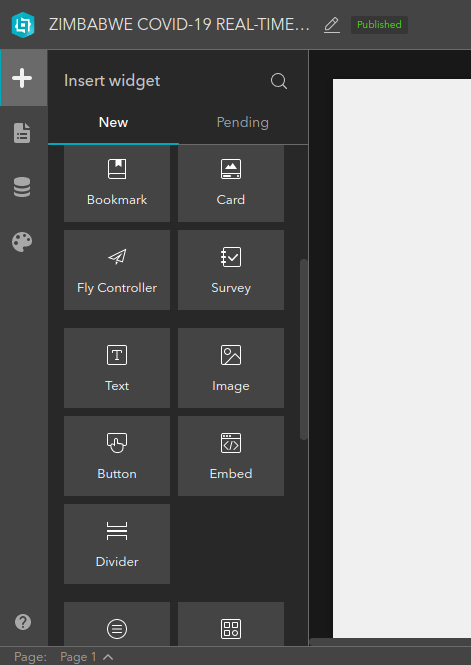 ZIMBABWE COVID-19 REAL-TIME...
Published
Insert widget
New
Pending
Bookmark
Card
Fly Controller
Survey
Text
Image
Button
Embed
Divider
Page:
Page 1